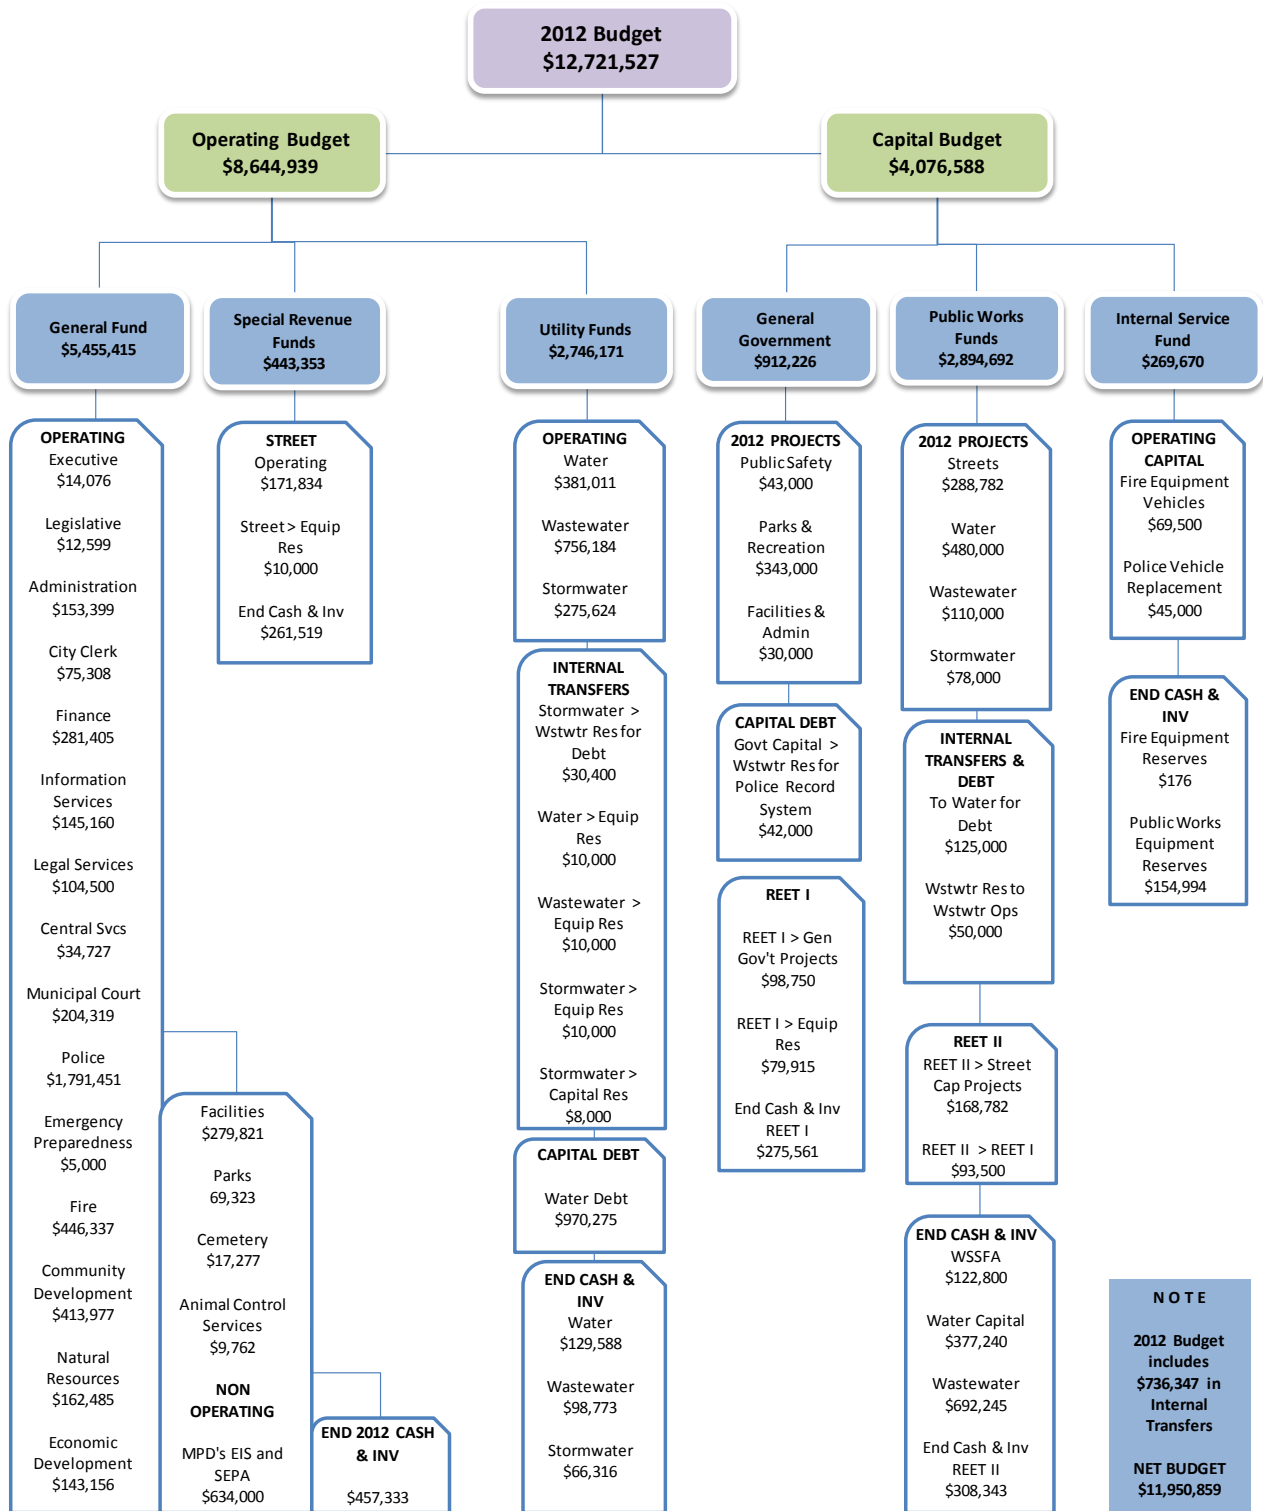 2012 Budget
$12,721,527
Operating Budget
$8,644,939
Capital Budget
$4,076,588
General Fund
$5,455,415
Special Revenue
Funds
$443,353
Utility Funds
$2,746,171
General
Government
$912,226
Public Works
Funds
$2,894,692
Internal Service
Fund
$269,670
OPERATING
Executive
$14,076
Legislative
$12,599
Administration
$153,399
City Clerk
$75,308
Finance
$281,405
Information
Services
$145,160
Legal Services
$104,500
Central Svcs
$34,727
Municipal Court
$204,319
Police
$1,791,451
Emergency
Preparedness
$5,000
Fire
$446,337
Community
Development
$413,977
Natural
Resources
$162,485
Economic
Development
$143,156
Facilities
$279,821
Parks
69,323
Cemetery
$17,277
Animal Control
Services
$9,762
NON
OPERATING
MPD's EIS and
SEPA
$634,000
END 2012 CASH
& INV
$457,333
STREET
Operating
$171,834
Street > Equip
Res
$10,000
End Cash & Inv
$261,519
OPERATING
Water
$381,011
Wastewater
$756,184
Stormwater
$275,624
INTERNAL
TRANSFERS
Stormwater >
Wstwtr Res for
Debt
$30,400
Water > Equip
Res
$10,000
Wastewater >
Equip Res
$10,000
Stormwater >
Equip Res
$10,000
Stormwater >
Capital Res
$8,000
CAPITAL DEBT
Water Debt
$970,275
END CASH &
INV
Water
$129,588
Wastewater
$98,773
Stormwater
$66,316
2012 PROJECTS
Public Safety
$43,000
Parks &
Recreation
$343,000
Facilities &
Admin
$30,000
CAPITAL DEBT
Govt Capital >
Wstwtr Res for
Police Record
System
$42,000
REET I
REET I > Gen
Gov't Projects
$98,750
REET I > Equip
Res
$79,915
End Cash & Inv
REET I
$275,561
2012 PROJECTS
Streets
$288,782
Water
$480,000
Wastewater
$110,000
Stormwater
$78,000
INTERNAL
TRANSFERS &
DEBT
To Water for
Debt
$125,000
Wstwtr Res to
Wstwtr Ops
$50,000
REET II
REET II > Street
Cap Projects
$168,782
REET II > REET I
$93,500
END CASH & INV
WSSFA
$122,800
Water Capital
$377,240
Wastewater
$692,245
End Cash & Inv
REET II
$308,343
OPERATING
CAPITAL
Fire Equipment
Vehicles
$69,500
Police Vehicle
Replacement
$45,000
END CASH &
INV
Fire Equipment
Reserves
$176
Public Works
Equipment
Reserves
$154,994
N O T E
2012 Budget
includes
$736,347 in
Internal
Transfers
NET BUDGET
$11,950,859